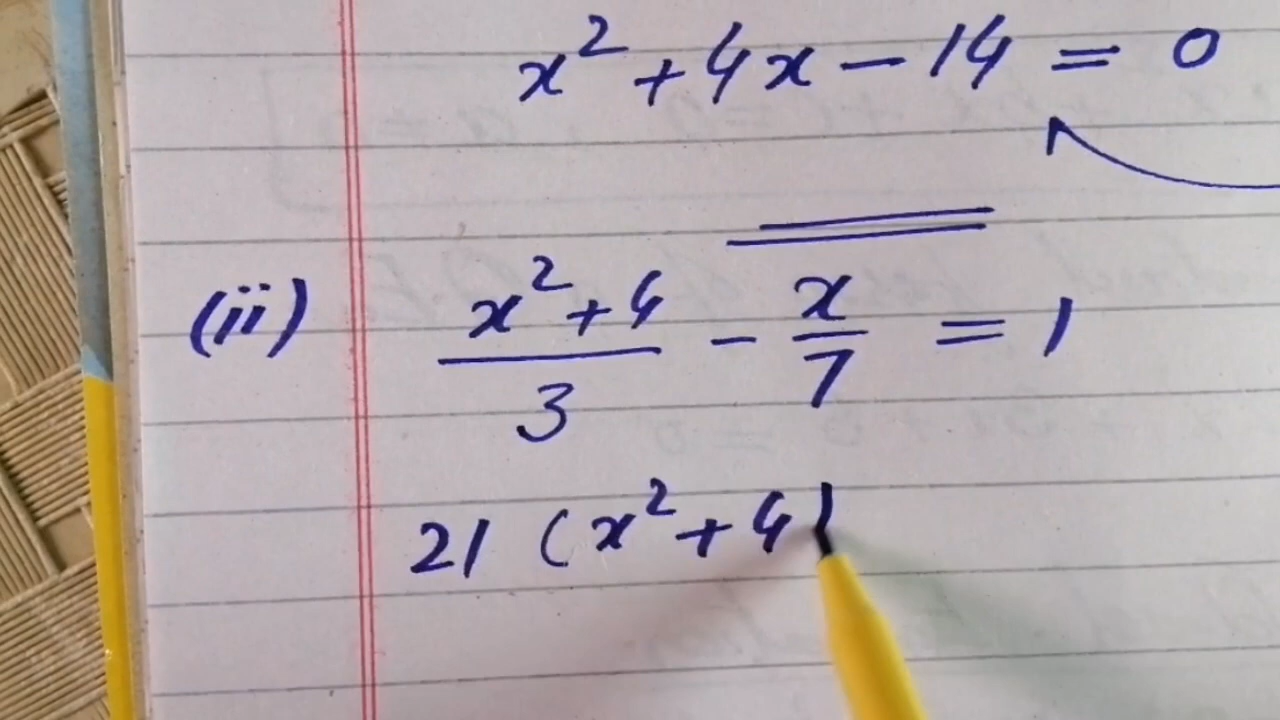 x² + 4x - 14 = 0
(ii) (x² + 4)/3 - x/7 = 1
21 (x² + 4)